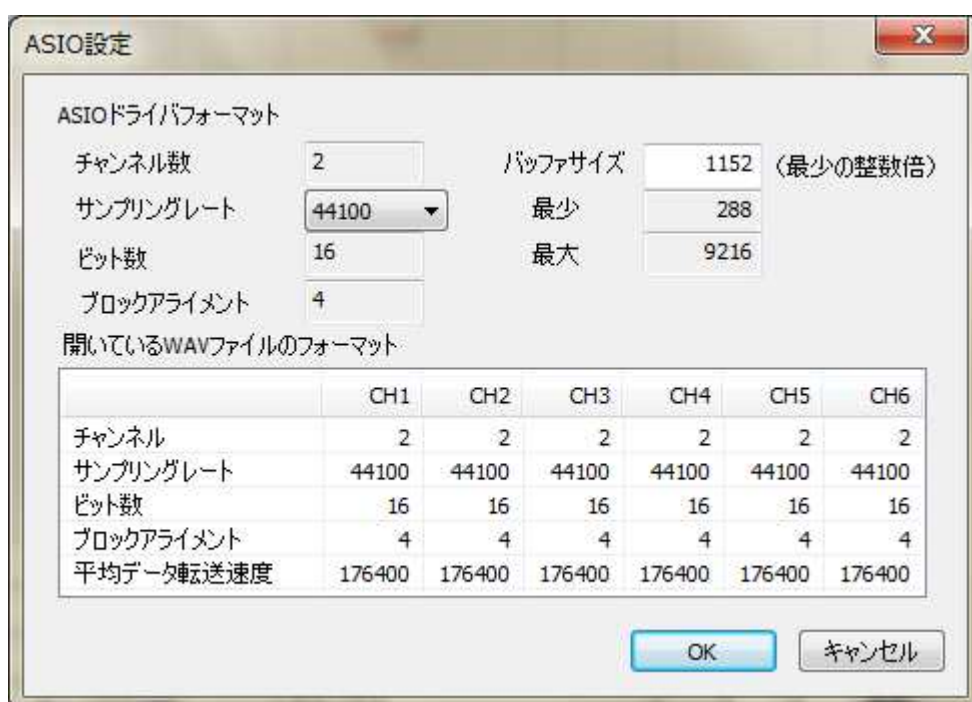 ASIO設定
ASIOドライバフォーマット
チャンネル数 2 バッファサイズ 1152 (最少の整数倍)
サンプリングレート 44100 最少 288
ビット数 16 最大 9216
ブロックアライメント 4
開いているWAVファイルのフォーマット
CH1 CH2 CH3 CH4 CH5 CH6
チャンネル 2 2 2 2 2 2
サンプリングレート 44100 44100 44100 44100 44100 44100
ビット数 16 16 16 16 16 16
ブロックアライメント 4 4 4 4 4 4
平均データ転送速度 176400 176400 176400 176400 176400 176400
OK キャンセル